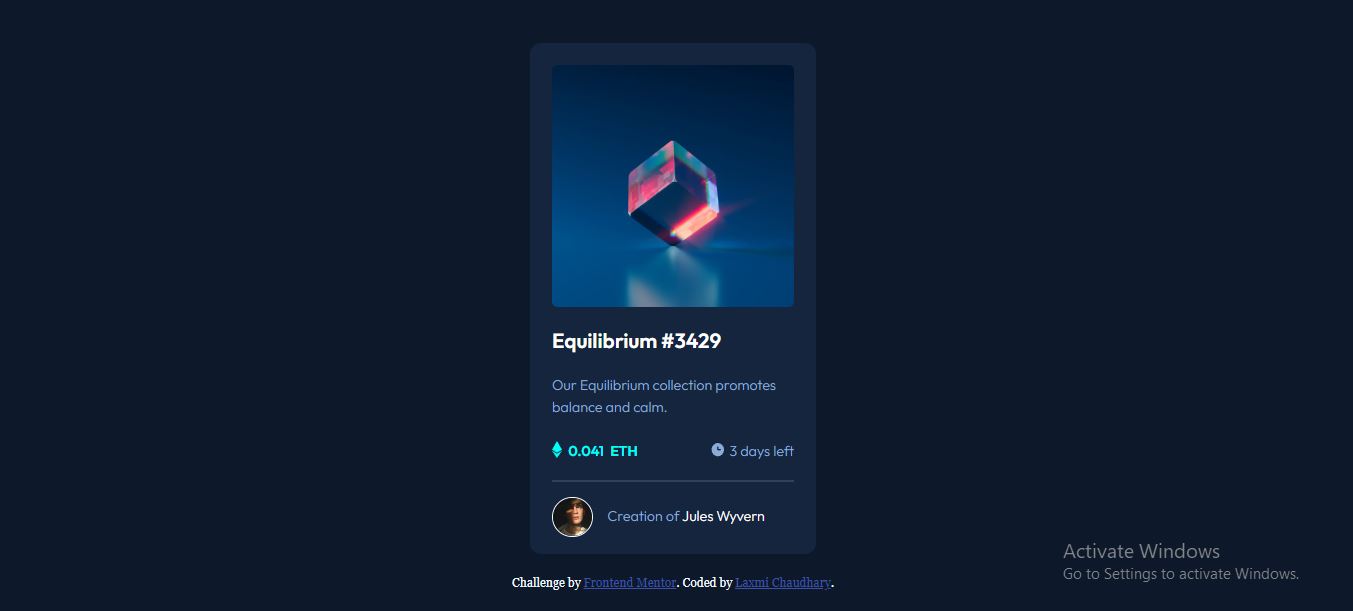 Equilibrium #3429
Our Equilibrium collection promotes
balance and calm.
0.041 ETH
3 days left
Creation of Jules Wyvern
Challenge by Frontend Mentor. Coded by Laxmi Chaudhary.
Activate Windows
Go to Settings to activate Windows.